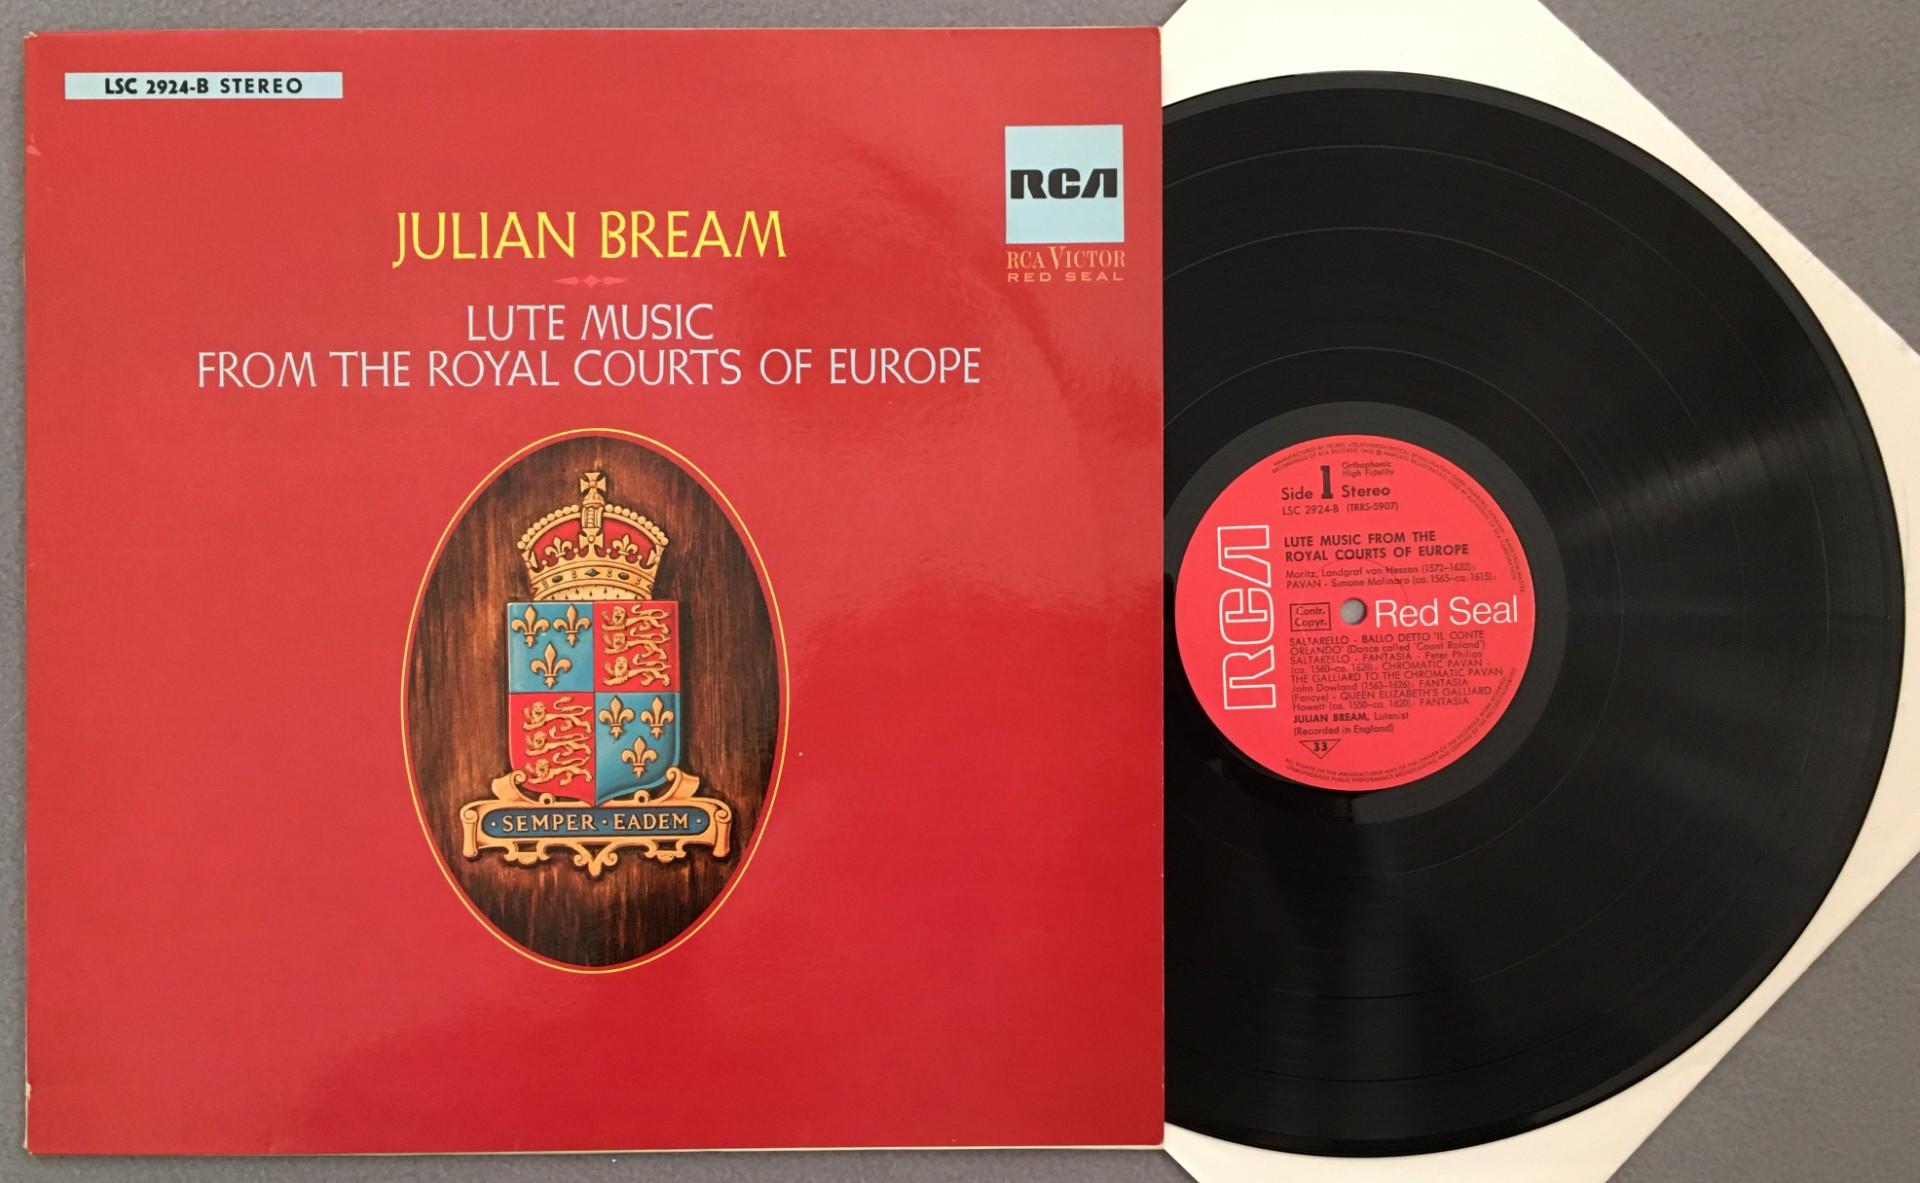 LSC 2924-B STEREO
RCA
RCA VICTOR
RED SEAL
JULIAN BREAM
LUTE MUSIC
FROM THE ROYAL COURTS OF EUROPE
· SEMPER · EADEM ·
RCA
Side 1 Stereo
Orthophonic
High Fidelity
LSC 2924-B (TRRS-5907)
LUTE MUSIC FROM THE
ROYAL COURTS OF EUROPE
Moritz, Landgraf von Hessen (1572–1632):
PAVAN - Simone Molinaro (ca. 1565–ca. 1615):
Contr.
Copyr.
Red Seal
SALTARELLO - BALLO DETTO 'IL CONTE
ORLANDO' (Dance called 'Count Roland')
SALTARELLO - FANTASIA - Peter Philips
(ca. 1560–ca. 1628): CHROMATIC PAVAN -
THE GALLIARD TO THE CHROMATIC PAVAN
John Dowland (1563–1626): FANTASIA
(Fancye) - QUEEN ELIZABETH'S GALLIARD
Howett (ca. 1550–ca. 1620): FANTASIA
JULIAN BREAM, Lutenist
(Recorded in England)
33